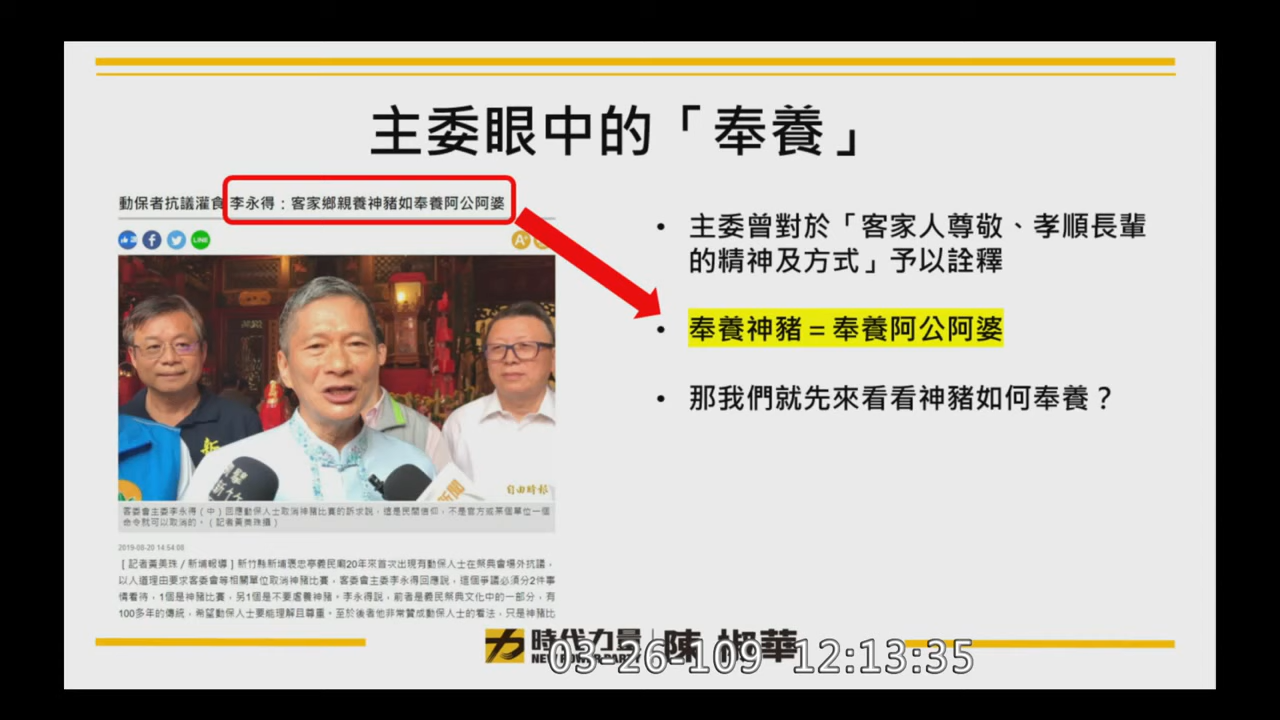 主委眼中的「奉養」
動保者抗議灌食 李永得：客家鄉親養神豬如奉養阿公阿婆
LINE
A+
新竹
新聞
自由時報
客委會主委李永得（中）回應動保人士取消神豬比賽的訴求說，這是民間信仰，不是官方或某個單位一個
命令就可以取消的。（記者黃美珠攝）
2019-08-20 14:54:08
［記者黃美珠／新埔報導］新竹縣新埔褒忠亭義民廟20年來首次出現有動保人士在祭典會場外抗議，
以人道理由要求客委會等相關單位取消神豬比賽，客委會主委李永得回應說，這個爭議必須分2件事
情看待，1個是神豬比賽，另1個是不要虐養神豬。李永得說，前者是義民祭典文化中的一部分，有
100多年的傳統，希望動保人士要能理解且尊重。至於後者他非常贊成動保人士的看法，只是神豬比
• 主委曾對於「客家人尊敬、孝順長輩
的精神及方式」予以詮釋
• 奉養神豬＝奉養阿公阿婆
• 那我們就先來看看神豬如何奉養？
時代力量 陳椒華
NEW POWER PARTY
03-26-109 12:13:35